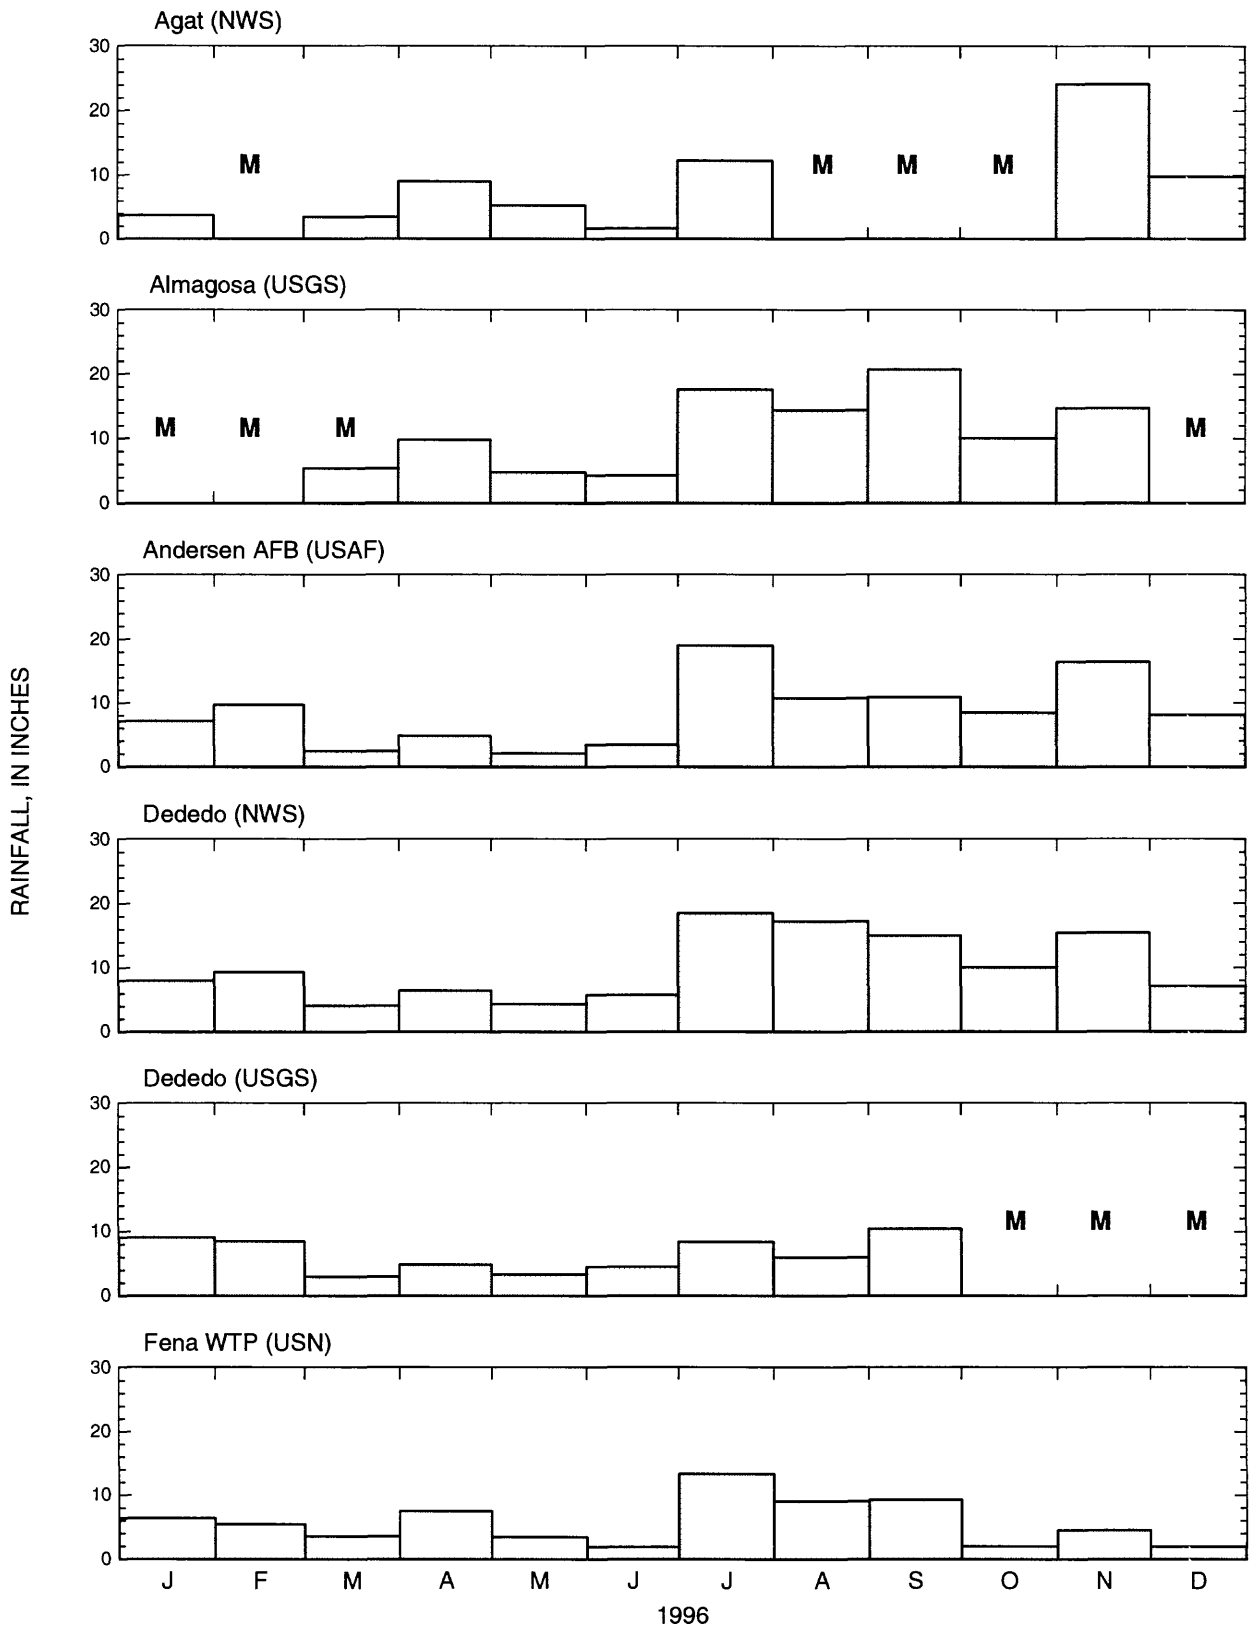 Agat (NWS)
30
20
M M M M
10
0
Almagosa (USGS)
30
20
M M M M
10
0
Andersen AFB (USAF)
30
20
10
0
RAINFALL, IN INCHES
Dededo (NWS)
30
20
10
0
Dededo (USGS)
30
20
M M M
10
0
Fena WTP (USN)
30
20
10
0
J F M A M J J A S O N D
1996